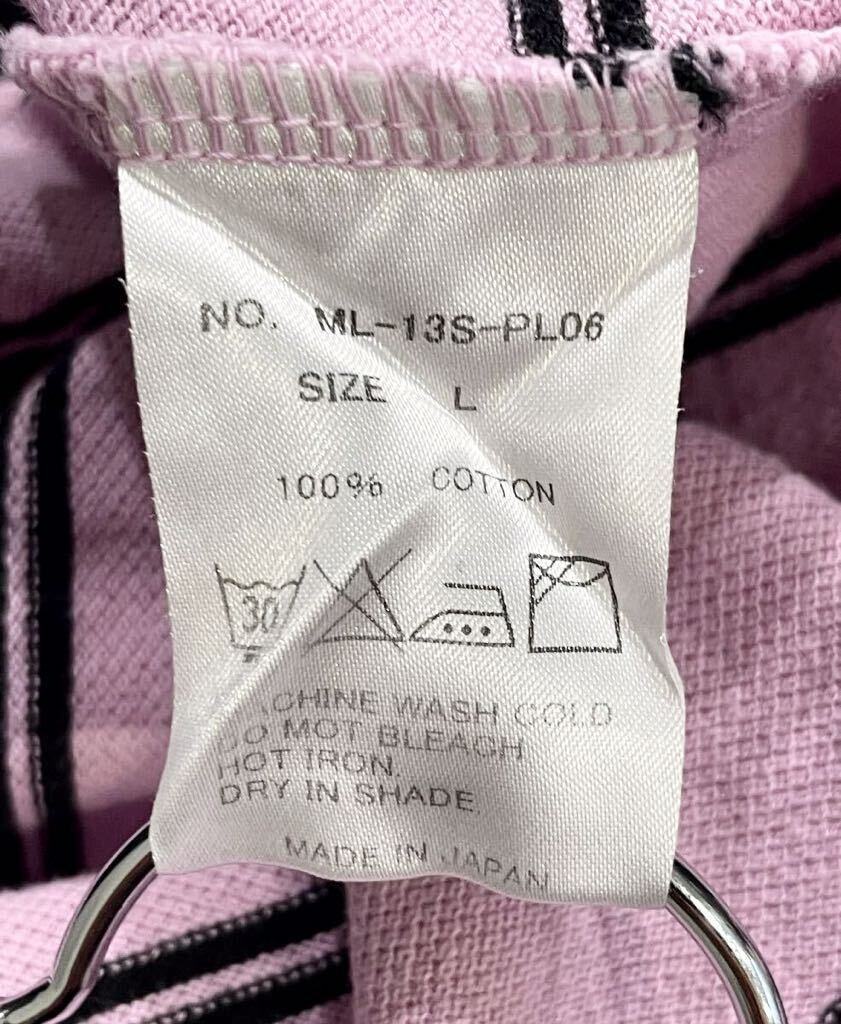 NO. ML-13S-PL06
SIZE L
100% COTTON
30
MACHINE WASH COLD
DO MOT BLEACH
HOT IRON.
DRY IN SHADE.
MADE IN JAPAN